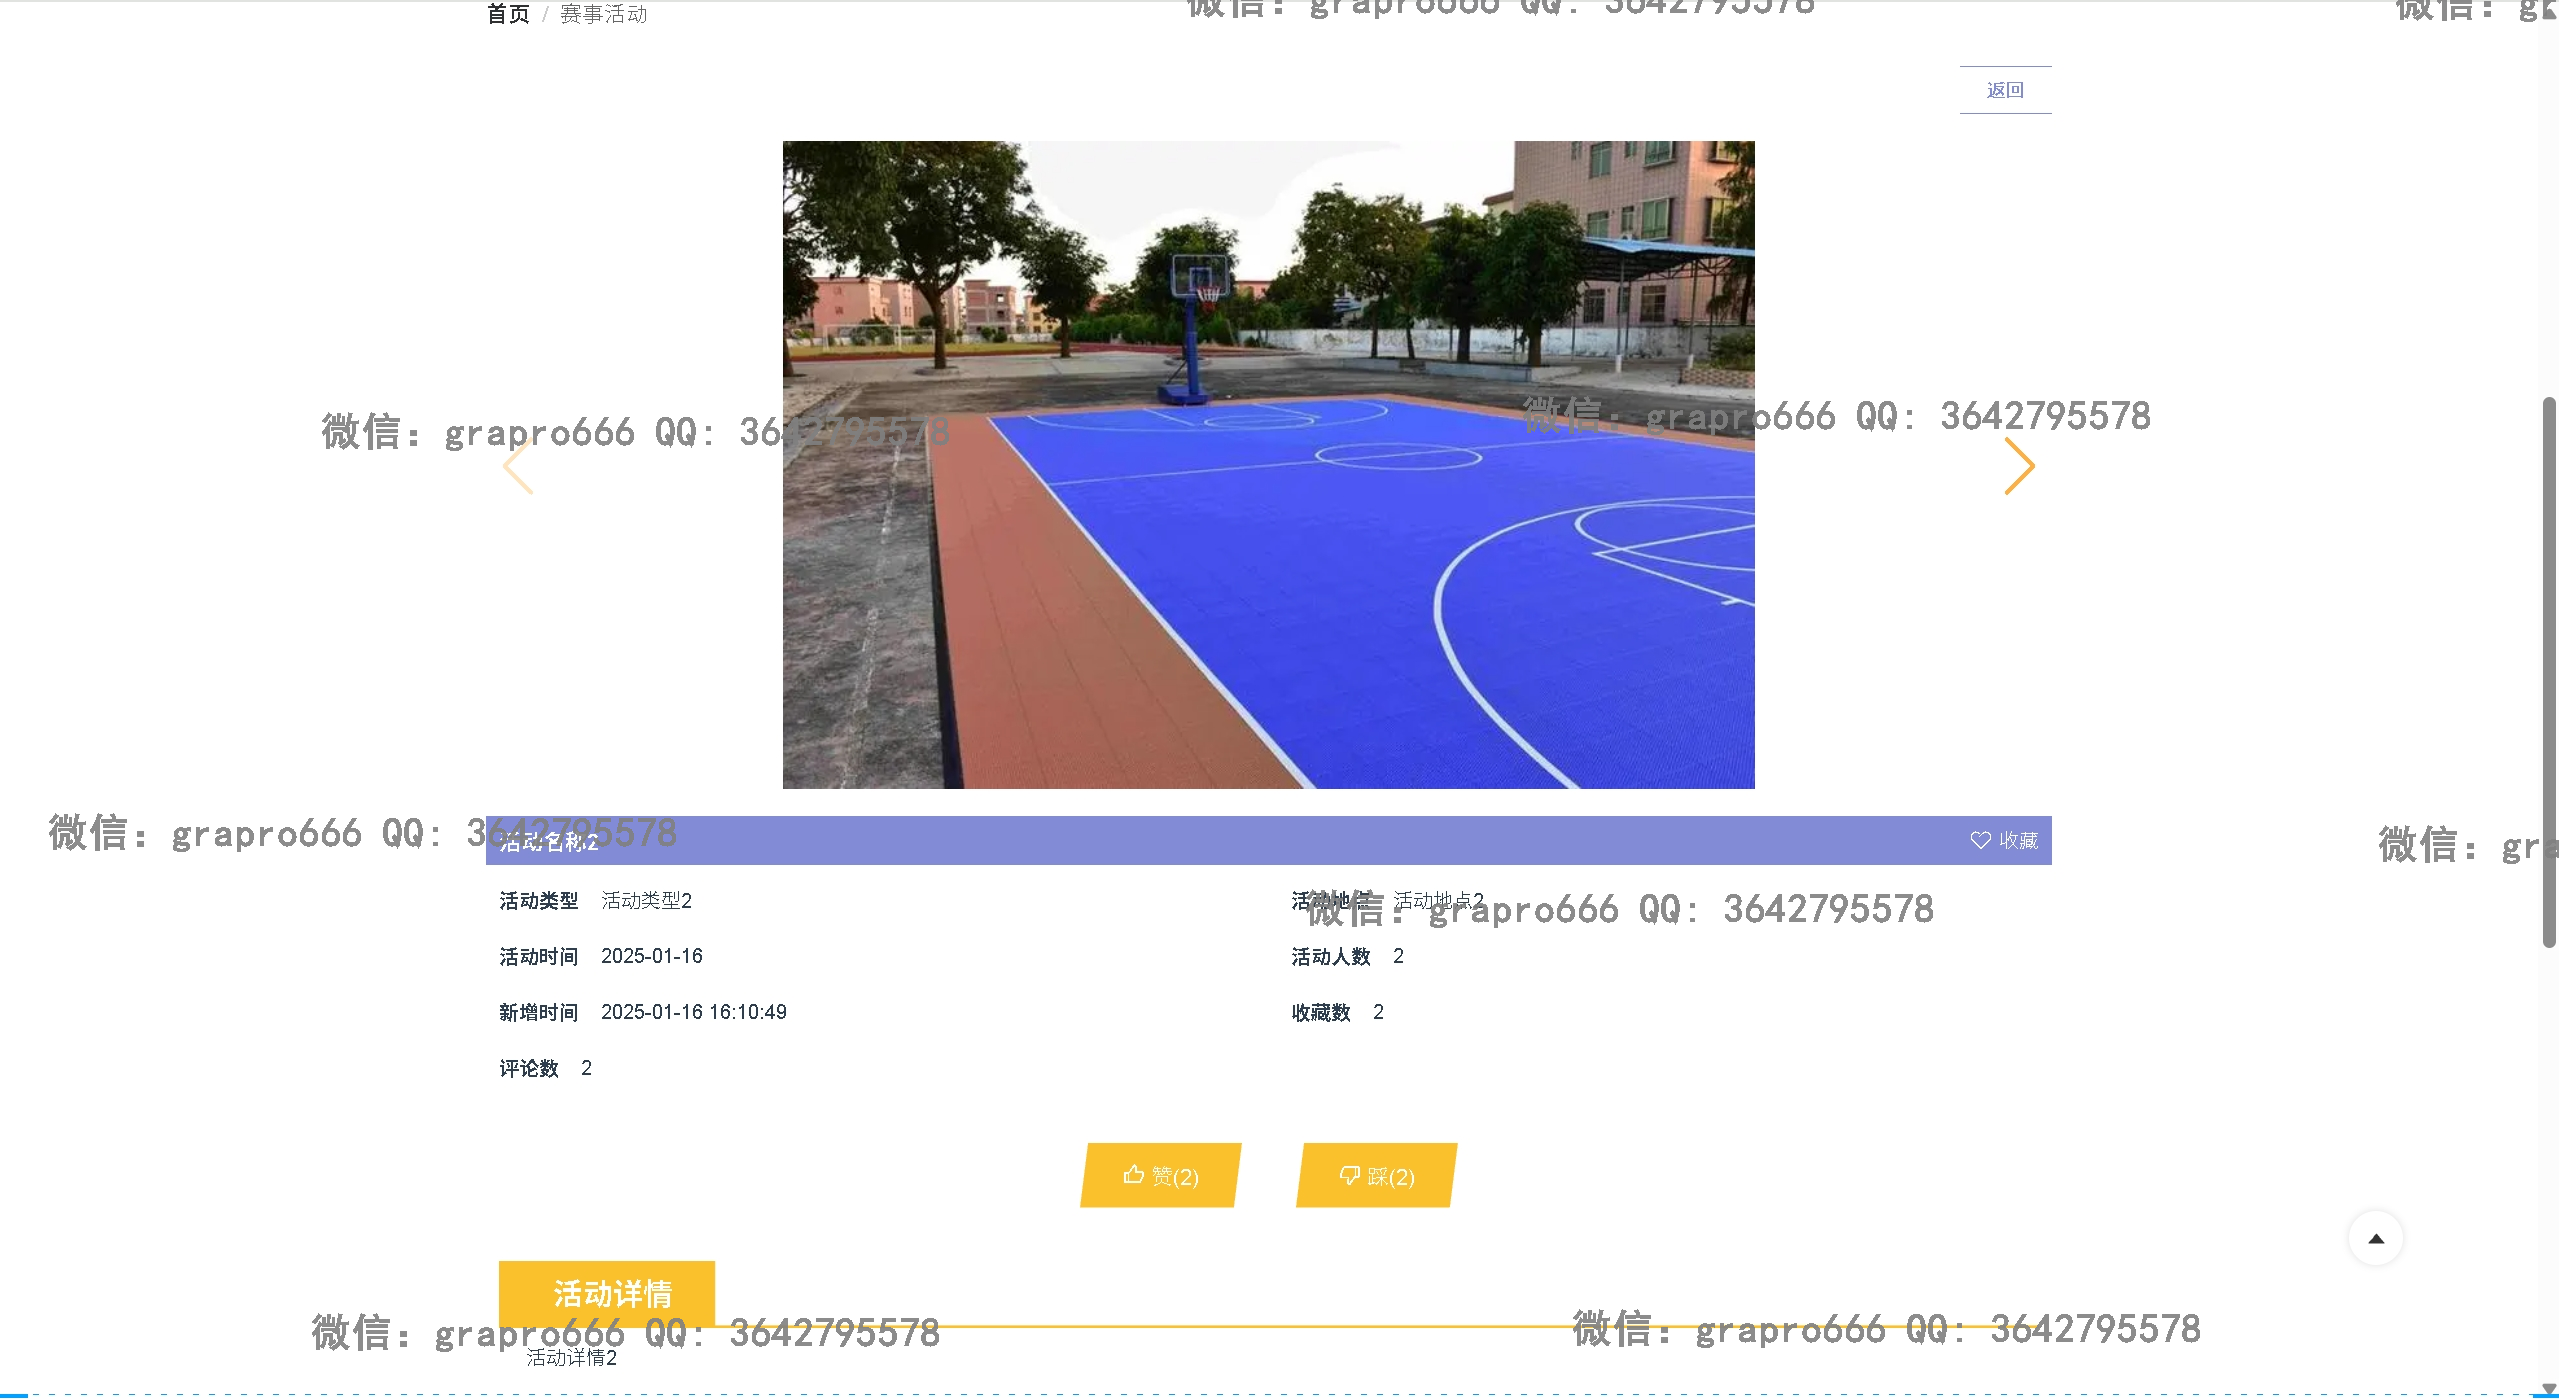 首页 / 赛事活动
微信: grapro666 QQ: 3642795578
返回
微信: grapro666 QQ: 3642795578
微信: grapro666 QQ: 3642795578
微信: grapro666 QQ: 3642795578
活动名称2
收藏
微信: gra
活动类型 活动类型2
活动地点 活动地点2
微信: grapro666 QQ: 3642795578
活动时间 2025-01-16
活动人数 2
新增时间 2025-01-16 16:10:49
收藏数 2
评论数 2
赞(2)
踩(2)
活动详情
微信: grapro666 QQ: 3642795578
微信: grapro666 QQ: 3642795578
活动详情2